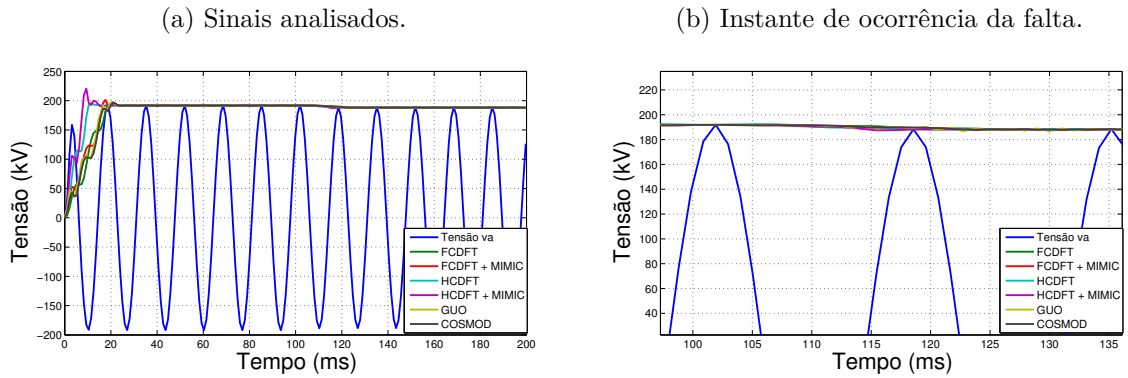 (a) Sinais analisados.
250
200
150
100
50
0
−50
−100
−150
−200
Tensão (kV)
0 20 40 60 80 100 120 140 160 180 200
Tempo (ms)
Tensão va
FCDFT
FCDFT + MIMIC
HCDFT
HCDFT + MIMIC
GUO
COSMOD
(b) Instante de ocorrência da falta.
220
200
180
160
140
120
100
80
60
40
Tensão (kV)
100 105 110 115 120 125 130 135
Tempo (ms)
Tensão va
FCDFT
FCDFT + MIMIC
HCDFT
HCDFT + MIMIC
GUO
COSMOD